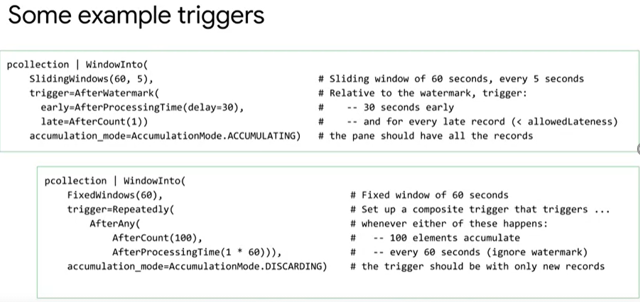 Some example triggers
pcollection | WindowInto(
SlidingWindows(60, 5), # Sliding window of 60 seconds, every 5 seconds
trigger=AfterWatermark( # Relative to the watermark, trigger:
early=AfterProcessingTime(delay=30), # -- 30 seconds early
late=AfterCount(1)) # -- and for every late record (< allowedLateness)
accumulation_mode=AccumulationMode.ACCUMULATING) # the pane should have all the records
pcollection | WindowInto(
FixedWindows(60), # Fixed window of 60 seconds
trigger=Repeatedly( # Set up a composite trigger that triggers ...
AfterAny( # whenever either of these happens:
AfterCount(100), # -- 100 elements accumulate
AfterProcessingTime(1 * 60))), # -- every 60 seconds (ignore watermark)
accumulation_mode=AccumulationMode.DISCARDING) # the trigger should be with only new records